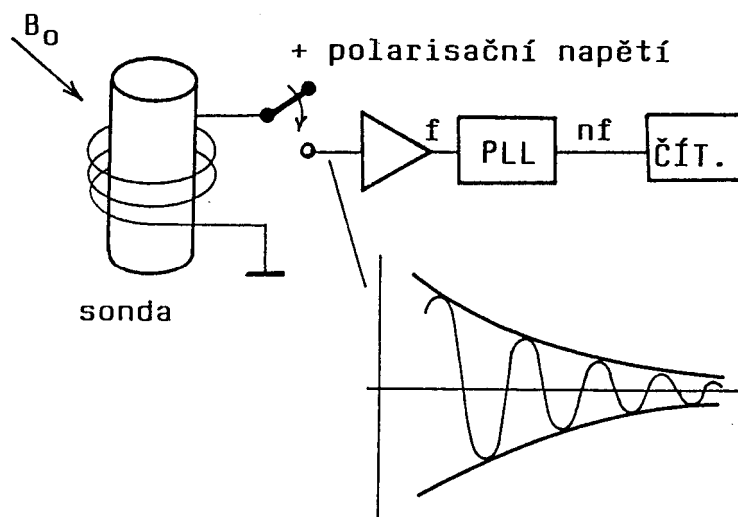 B₀
+ polarisační napětí
f
PLL
nf
ČÍT.
sonda